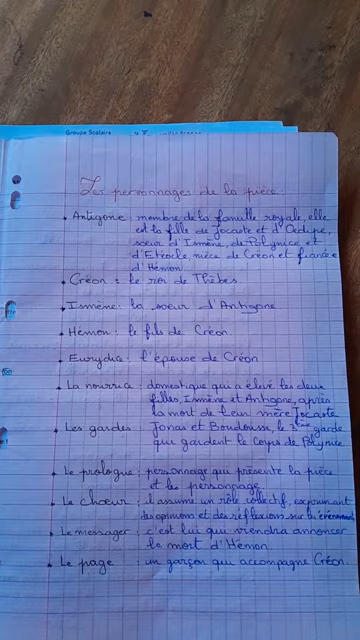 Groupe Scolaire
Les personnages de la pièce:
• Antigone: membre de la famille royale, elle
est la fille de Jocaste et d'Oedipe,
soeur d'Ismène, de Polynice et
d'Etéocle, nièce de Créon et fiancée
d'Hémon
• Créon: le roi de Thèbes
• Ismène: la soeur d'Antigone
• Hémon: le fils de Créon.
• Eurydice: l'épouse de Créon
• La nourrice: domestique qui a élevé les deux
filles, Ismène et Antigone, après
la mort de leur mère Jocaste
• Les gardes: Jonas et Boudousse, le 3ème garde
qui gardent le Corps de Polynice
• Le prologue: personnage qui présente la pièce
et les personnages.
• Le choeur: il assume un rôle collectif, exprimant
des opinions et des réflexions sur les événements
• Le messager: c'est lui qui viendra annoncer
la mort d'Hémon.
• Le page: un garçon qui accompagne Créon.